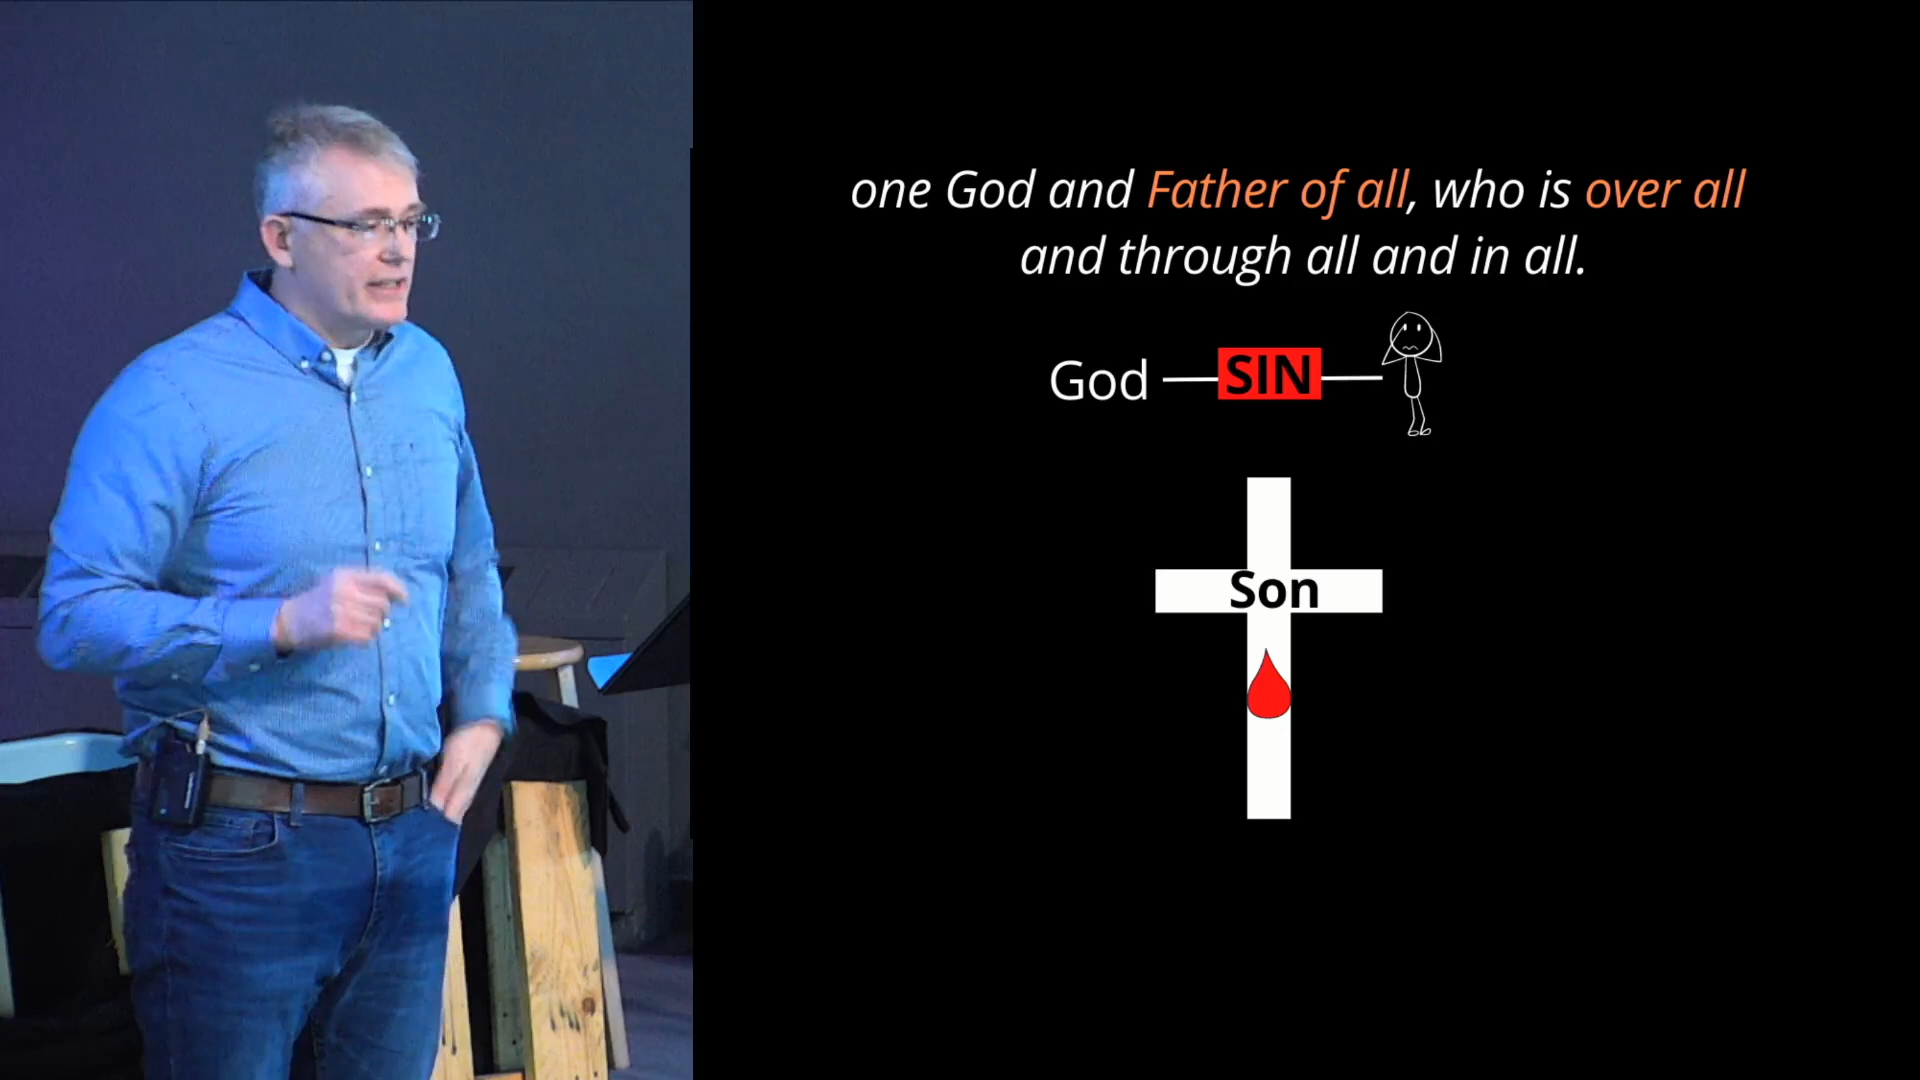 one God and Father of all, who is over all
and through all and in all.
God SIN
Son